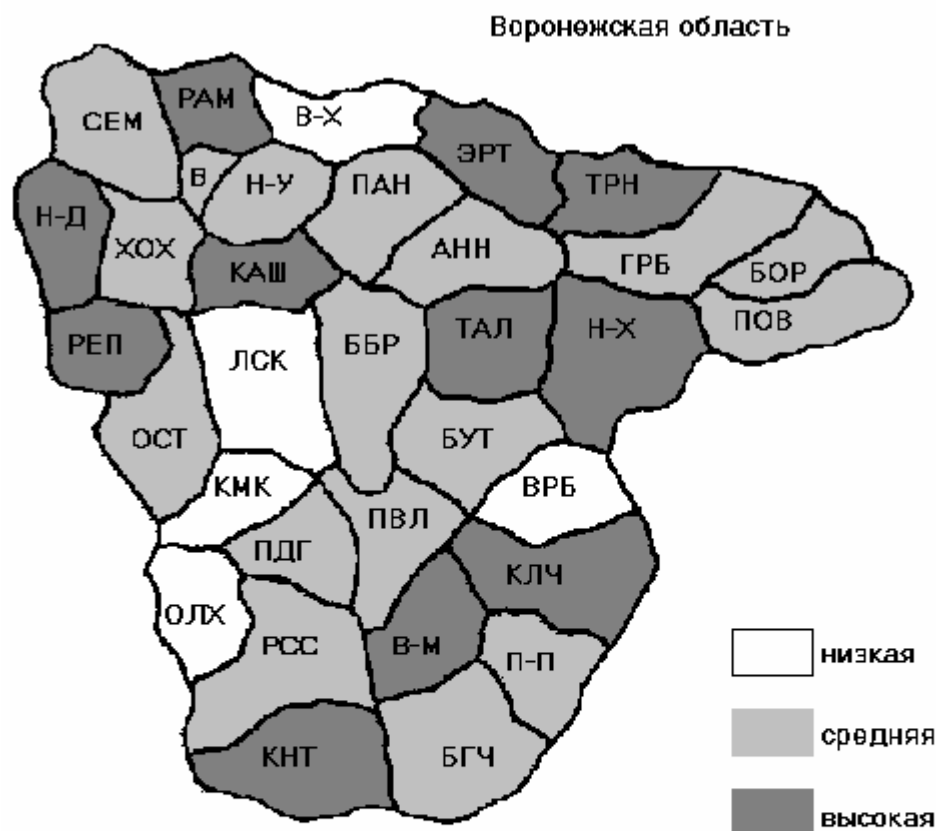 Воронежская область
РАМ
СЕМ
В-Х
ЭРТ
В
Н-У
ПАН
ТРН
Н-Д
ХОХ
КАШ
АНН
ГРБ
БОР
РЕП
ЛСК
ББР
ТАЛ
Н-Х
ПОВ
ОСТ
БУТ
КМК
ВРБ
ПВЛ
ПДГ
КЛЧ
ОЛХ
РСС
В-М
П-П
низкая
КНТ
БГЧ
средняя
высокая